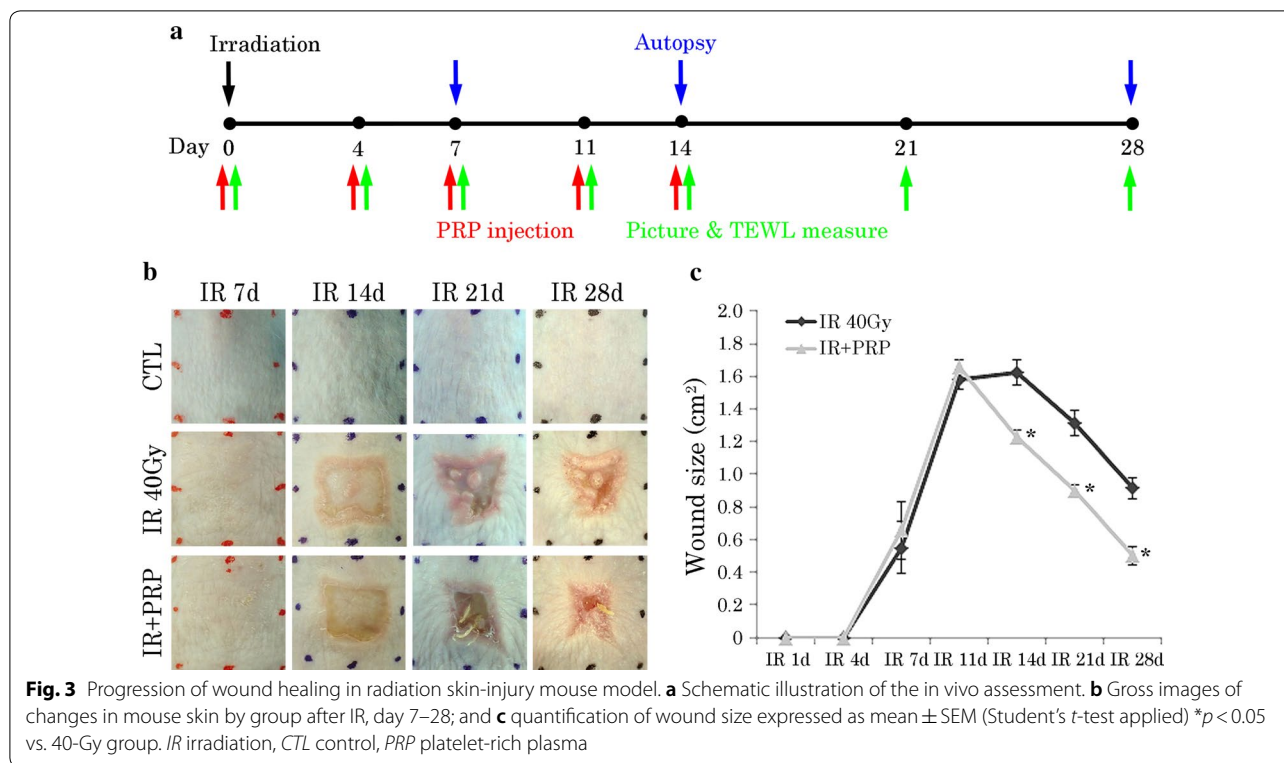 a
Irradiation Autopsy
Day 0 4 7 11 14 21 28
PRP injection Picture & TEWL measure
b
IR 7d IR 14d IR 21d IR 28d
CTL
IR 40Gy
IR+PRP
c
2.0
1.8
1.6
1.4
1.2
1.0
0.8
0.6
0.4
0.2
0
Wound size (cm²)
IR 40Gy
IR+PRP
*
*
*
IR 1d IR 4d IR 7d IR 11d IR 14d IR 21d IR 28d
Fig. 3 Progression of wound healing in radiation skin-injury mouse model. a Schematic illustration of the in vivo assessment. b Gross images of
changes in mouse skin by group after IR, day 7–28; and c quantification of wound size expressed as mean ± SEM (Student's t-test applied) *p < 0.05
vs. 40-Gy group. IR irradiation, CTL control, PRP platelet-rich plasma